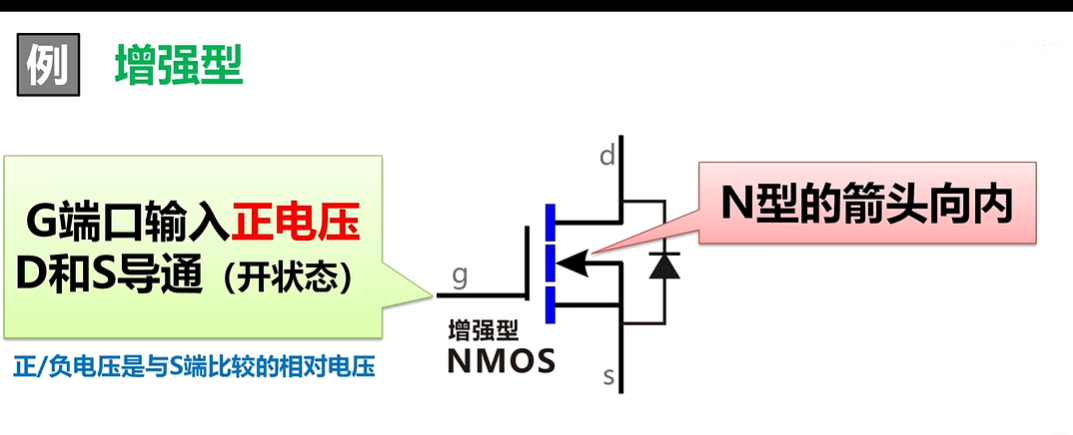 例 增强型
d
G端口输入正电压
D和S导通（开状态）
N型的箭头向内
g
增强型
NMOS
正/负电压是与S端比较的相对电压
s